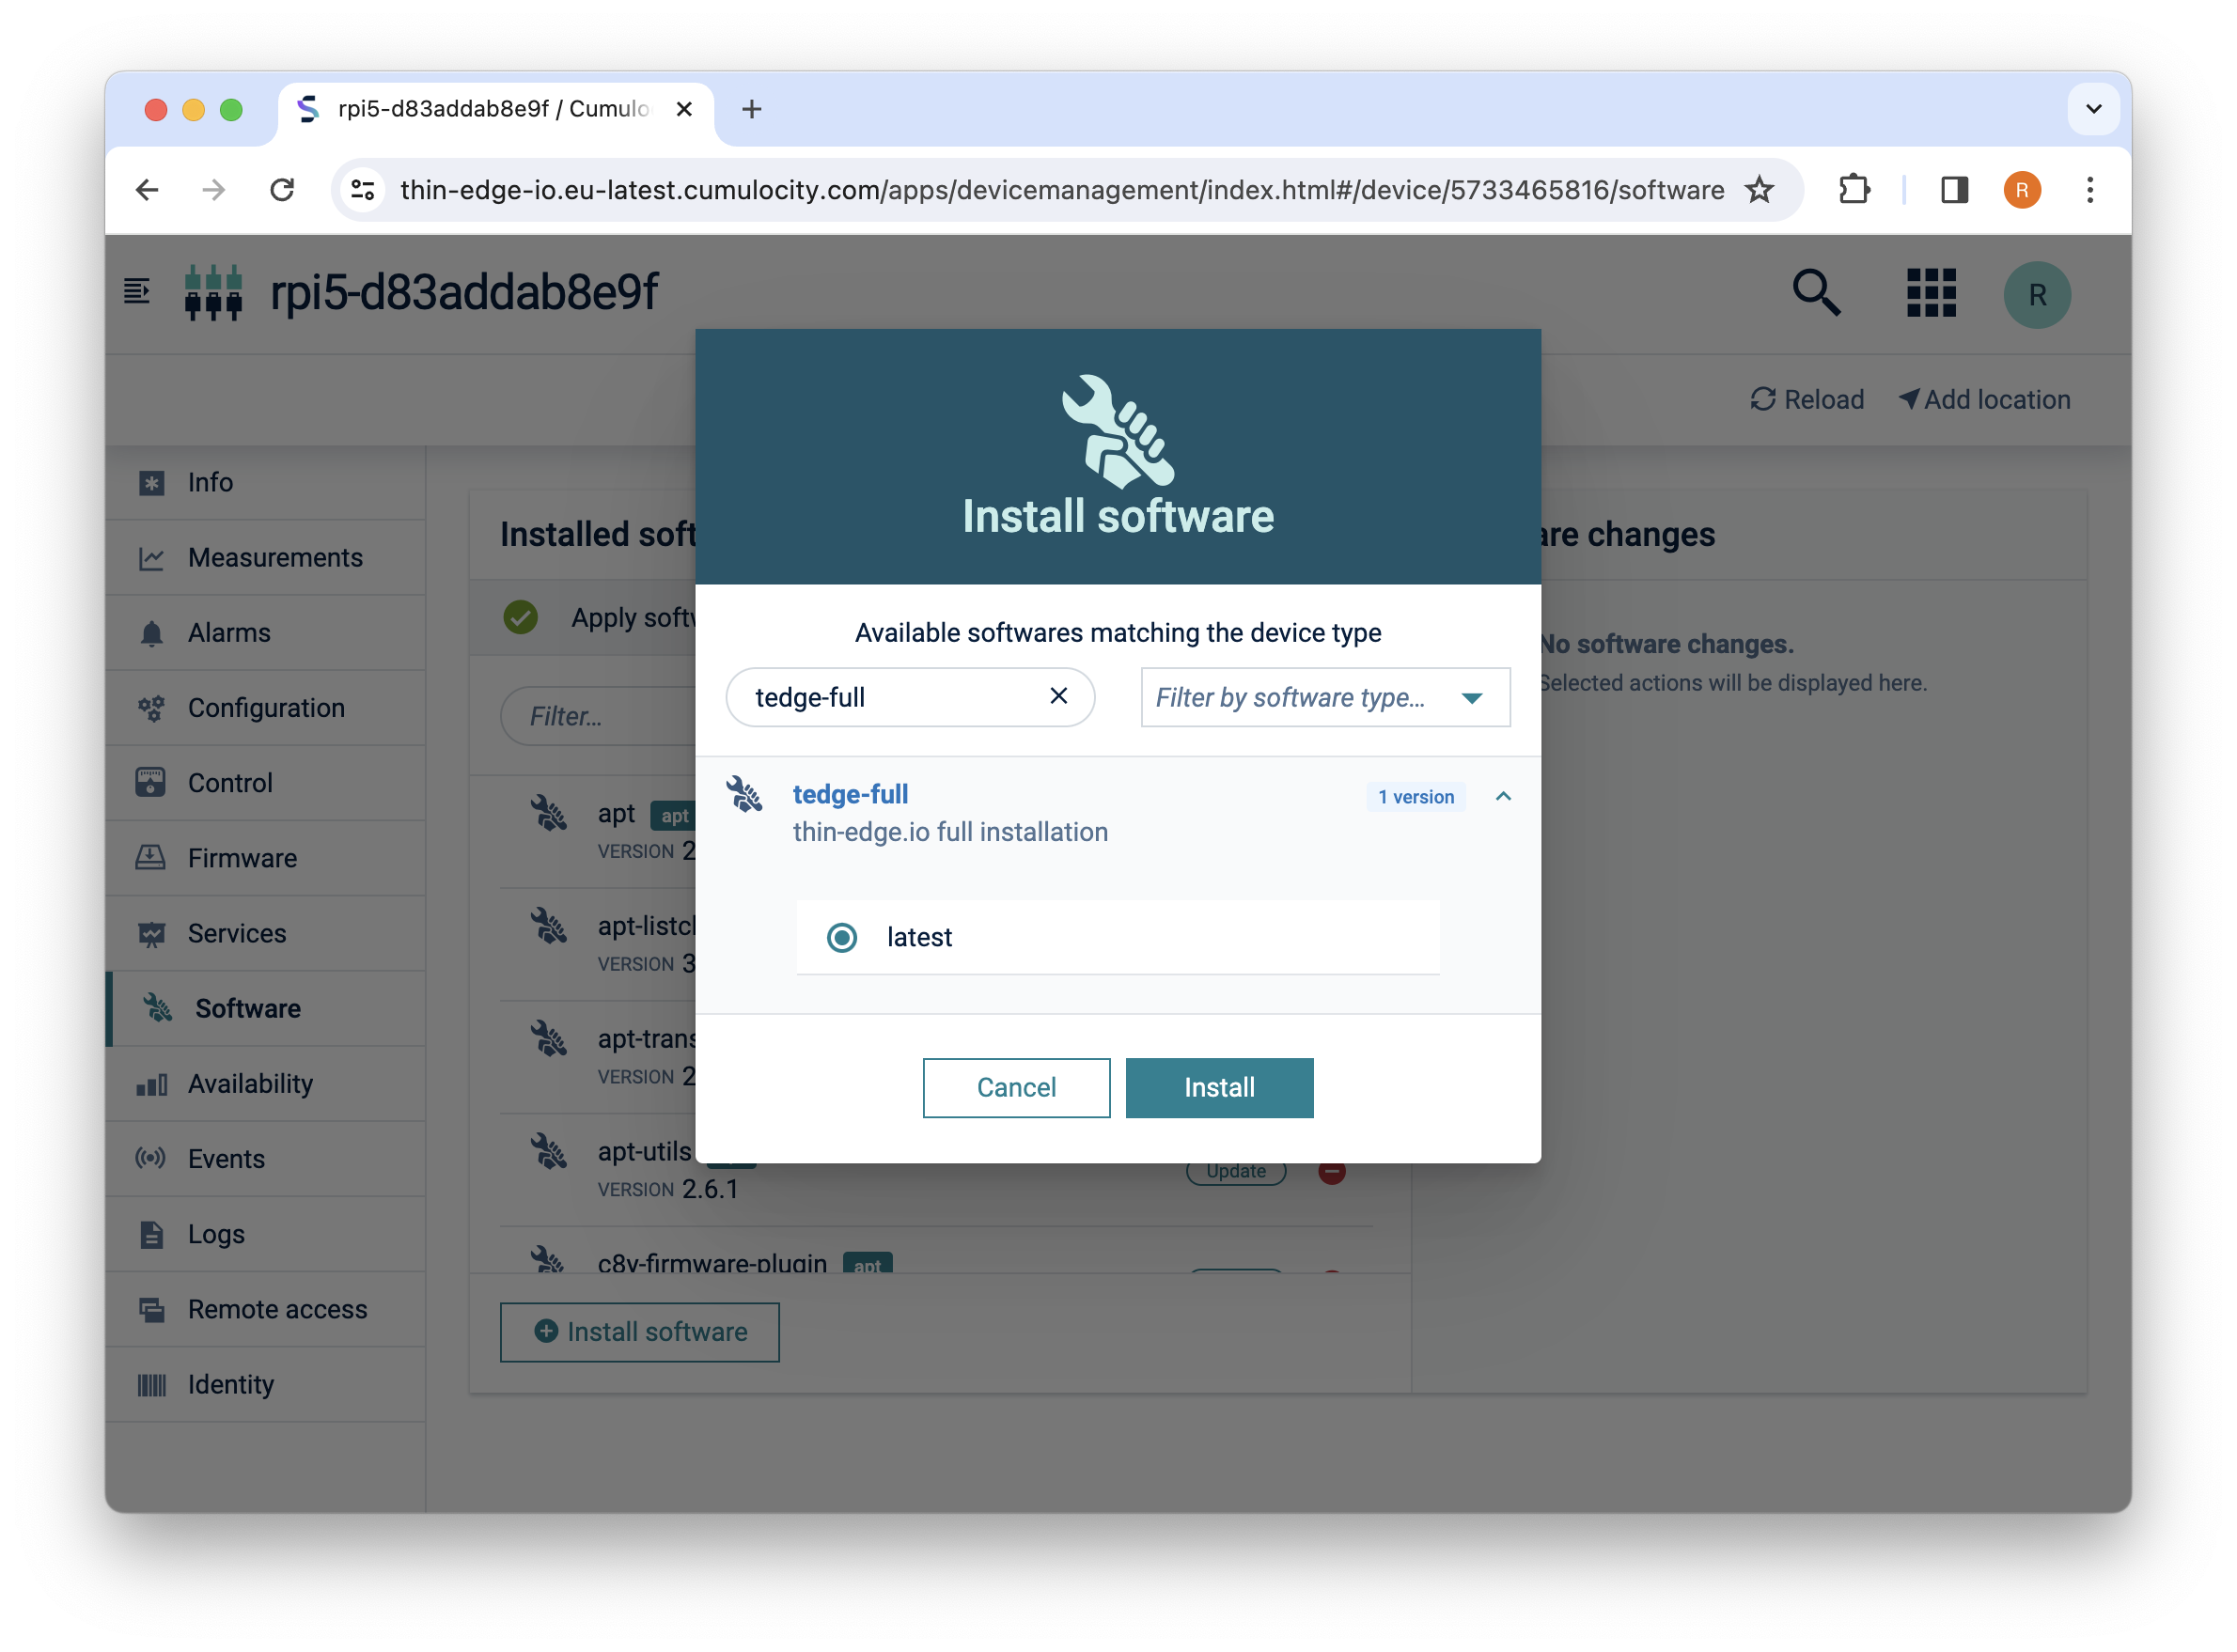 rpi5-d83addab8e9f / Cumulo
thin-edge-io.eu-latest.cumulocity.com/apps/devicemanagement/index.html#/device/5733465816/software
R
rpi5-d83addab8e9f
R
Reload
Add location
Info
Measurements
Alarms
Configuration
Control
Firmware
Services
Software
Availability
Events
Logs
Remote access
Identity
Installed soft
Apply softw
Filter...
apt apt
VERSION 2
apt-listcl
VERSION 3
apt-trans
VERSION 2
apt-utils
Update
VERSION 2.6.1
c8y-firmware-plugin apt
Install software
are changes
No software changes.
Selected actions will be displayed here.
Install software
Available softwares matching the device type
tedge-full
Filter by software type...
tedge-full
1 version
thin-edge.io full installation
latest
Cancel
Install